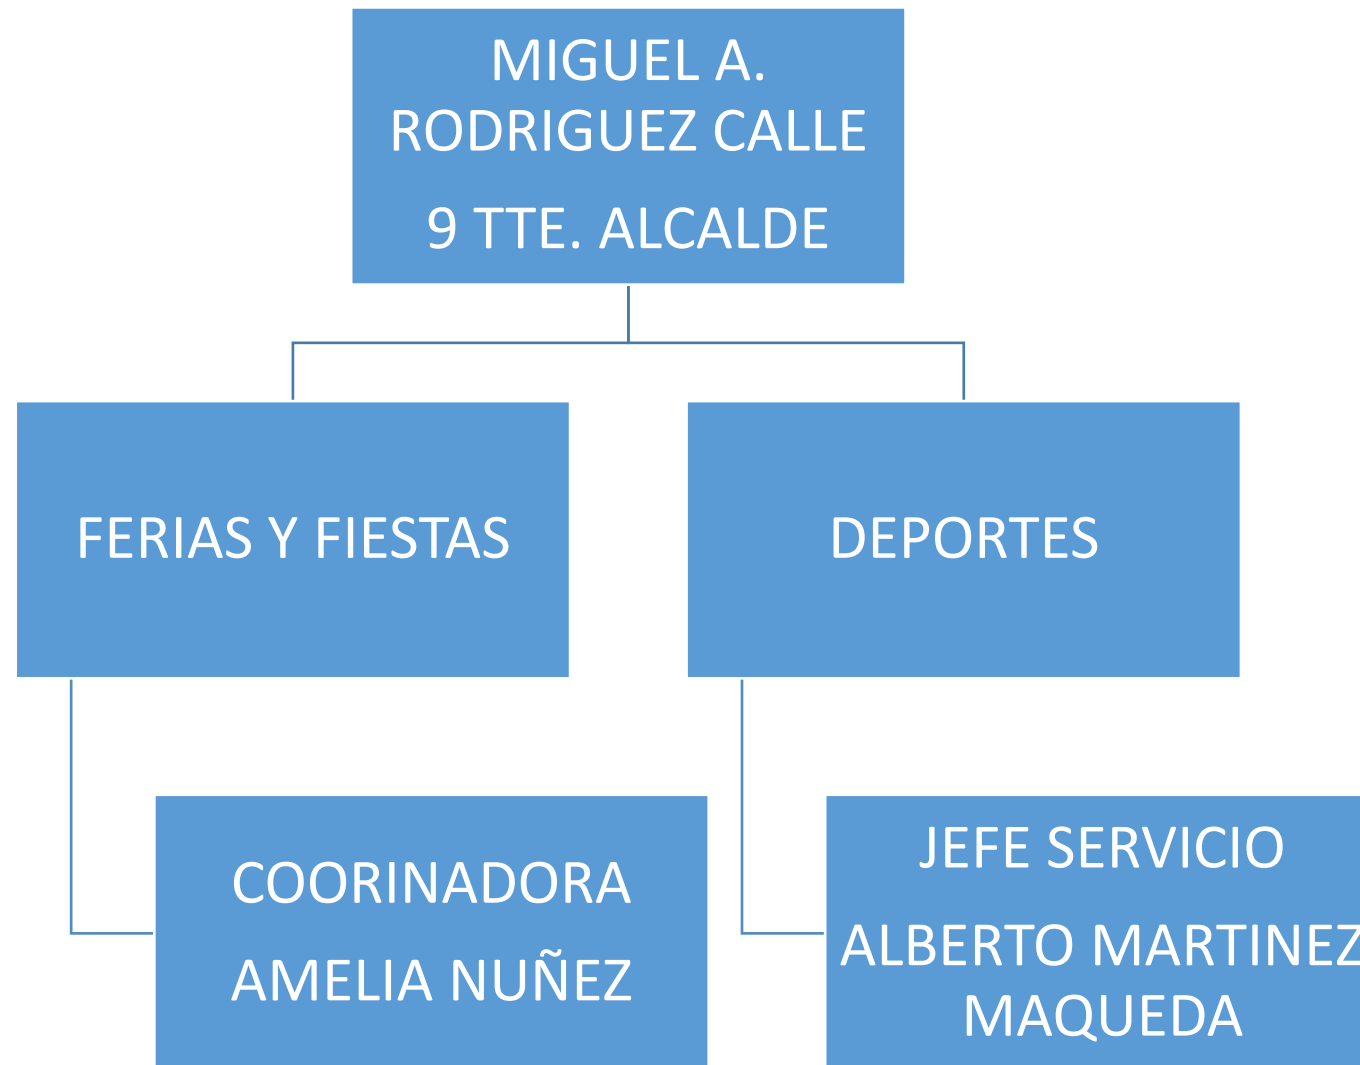 MIGUEL A.
RODRIGUEZ CALLE
9 TTE. ALCALDE
FERIAS Y FIESTAS
DEPORTES
COORINADORA
AMELIA NUÑEZ
JEFE SERVICIO
ALBERTO MARTINEZ
MAQUEDA